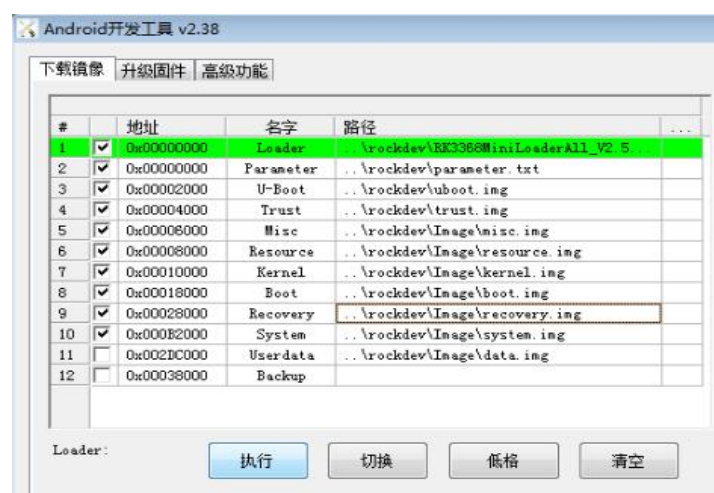 Android开发工具 v2.38
下载镜像 升级固件 高级功能
# 地址 名字 路径 ...
1 0x00000000 Loader ..\rockdev\RK3368MiniLoaderAll_V2.5...
2 0x00000000 Parameter ..\rockdev\parameter.txt
3 0x00002000 U-Boot ..\rockdev\uboot.img
4 0x00004000 Trust ..\rockdev\trust.img
5 0x00006000 Misc ..\rockdev\Image\misc.img
6 0x00008000 Resource ..\rockdev\Image\resource.img
7 0x00010000 Kernel ..\rockdev\Image\kernel.img
8 0x00018000 Boot ..\rockdev\Image\boot.img
9 0x00028000 Recovery ..\rockdev\Image\recovery.img
10 0x000B2000 System ..\rockdev\Image\system.img
11 0x002DC000 Userdata ..\rockdev\Image\data.img
12 0x00038000 Backup
Loader: 执行 切换 低格 清空